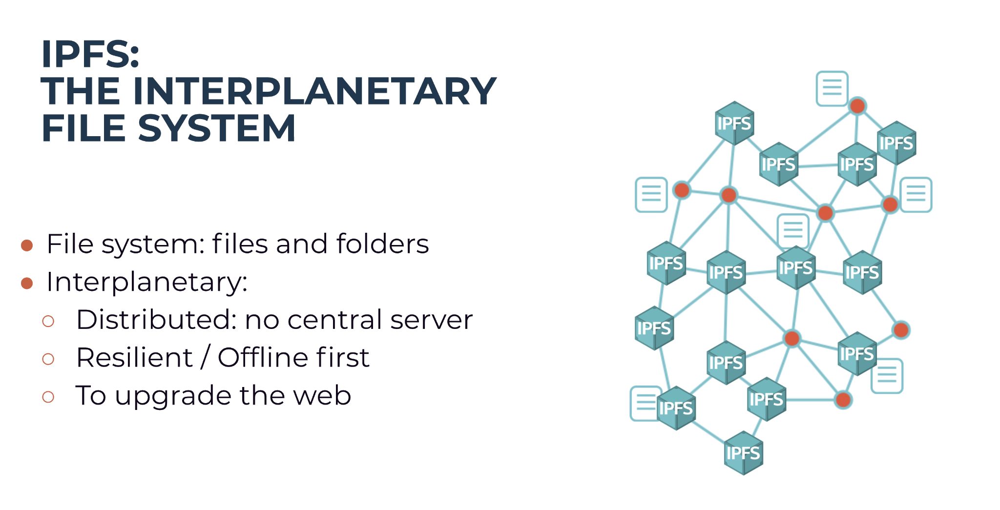 IPFS:
THE INTERPLANETARY
FILE SYSTEM
File system: files and folders
Interplanetary:
Distributed: no central server
Resilient / Offline first
To upgrade the web
IPFS
IPFS
IPFS
IPFS
IPFS
IPFS
IPFS
IPFS
IPFS
IPFS
IPFS
IPFS
IPFS
IPFS